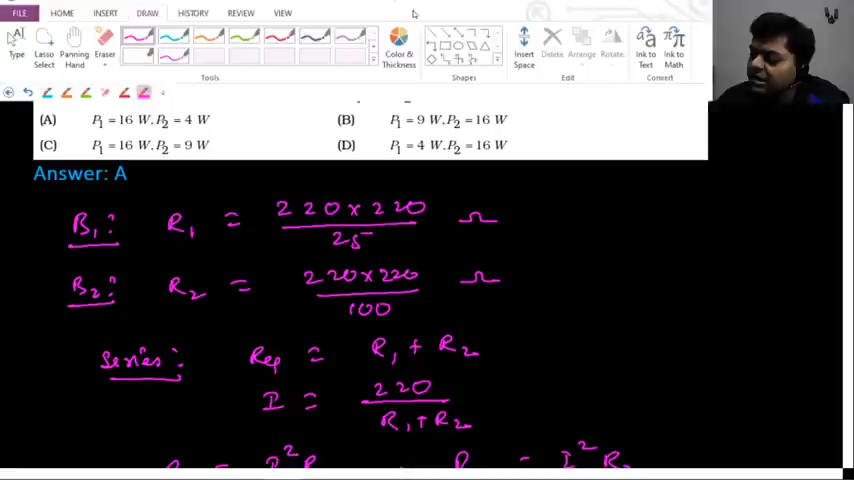 FILE HOME INSERT DRAW HISTORY REVIEW VIEW
Type Lasso Select Panning Hand Eraser Color & Thickness Insert Space Delete Arrange Rotate Ink to Text Ink to Math
Tools Shapes Edit Convert
(A) P₁ = 16 W, P₂ = 4 W (B) P₁ = 9 W, P₂ = 16 W
(C) P₁ = 16 W, P₂ = 9 W (D) P₁ = 4 W, P₂ = 16 W
Answer: A
B₁: R₁ = 220×220 / 25 Ω
B₂: R₂ = 220×220 / 100 Ω
Series: Req = R₁ + R₂
I = 220 / R₁+R₂
= I² = I² R₂